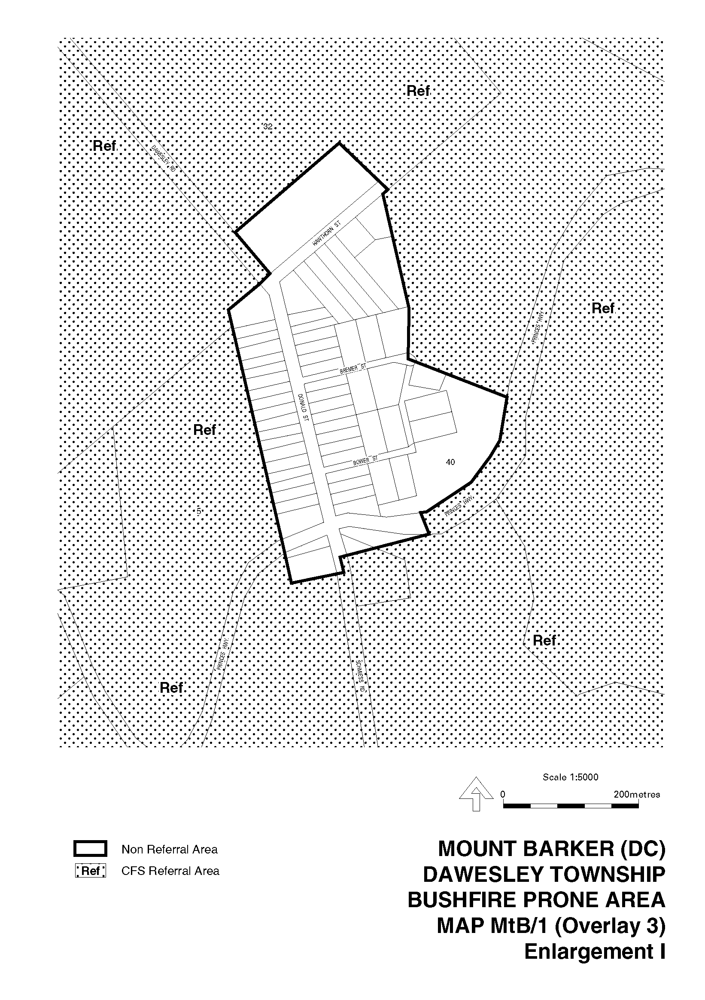 Ref
32
Ref
DAWESLEY RD
HAWTHORN ST
Ref
PRINCES HWY.
BREMER ST
DONALD ST
Ref
BOWER ST
40
PRINCES HWY.
5
Ref
PRINCES HWY.
SCHMIESS RD
Ref
Scale 1:5000
0 200metres
Non Referral Area
Ref CFS Referral Area
MOUNT BARKER (DC)
DAWESLEY TOWNSHIP
BUSHFIRE PRONE AREA
MAP MtB/1 (Overlay 3)
Enlargement I